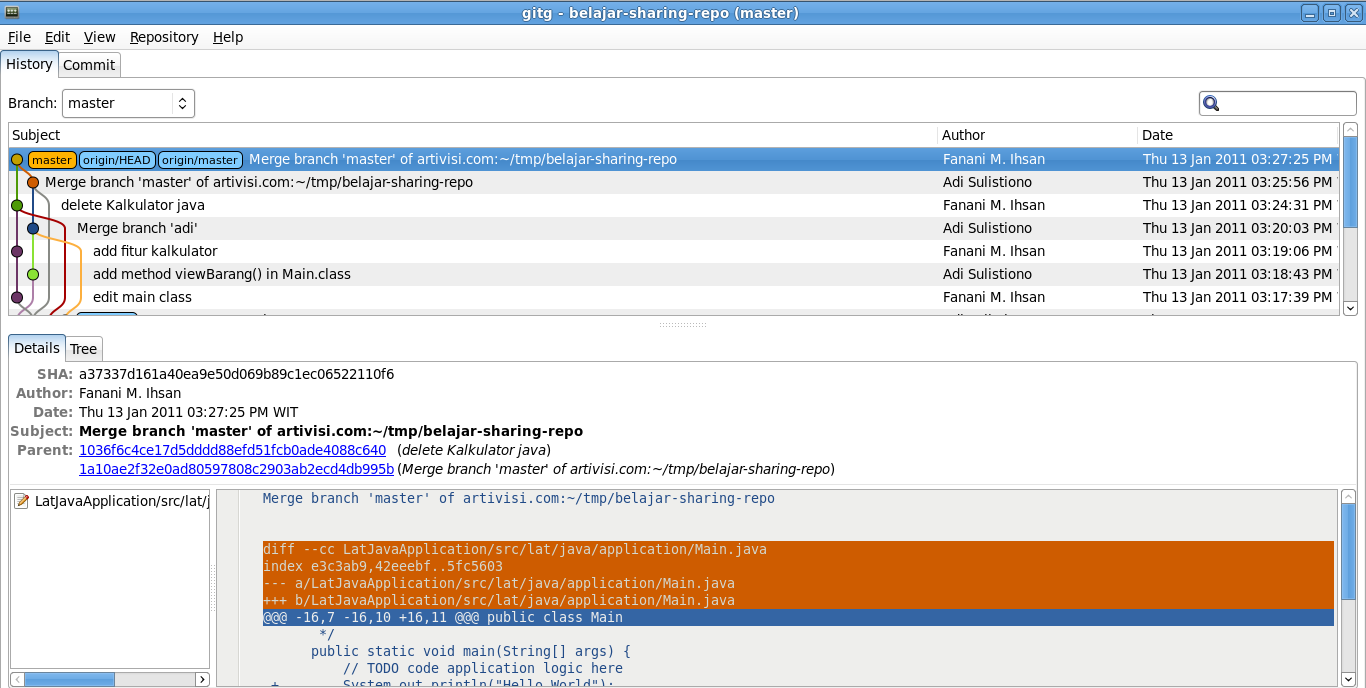 gitg - belajar-sharing-repo (master)
File Edit View Repository Help
History Commit
Branch: master
Subject Author Date
master origin/HEAD origin/master Merge branch 'master' of artivisi.com:~/tmp/belajar-sharing-repo Fanani M. Ihsan Thu 13 Jan 2011 03:27:25 PM
Merge branch 'master' of artivisi.com:~/tmp/belajar-sharing-repo Adi Sulistiono Thu 13 Jan 2011 03:25:56 PM
delete Kalkulator java Fanani M. Ihsan Thu 13 Jan 2011 03:24:31 PM
Merge branch 'adi' Adi Sulistiono Thu 13 Jan 2011 03:20:03 PM
add fitur kalkulator Fanani M. Ihsan Thu 13 Jan 2011 03:19:06 PM
add method viewBarang() in Main.class Adi Sulistiono Thu 13 Jan 2011 03:18:43 PM
edit main class Fanani M. Ihsan Thu 13 Jan 2011 03:17:39 PM
Details Tree
SHA: a37337d161a40ea9e50d069b89c1ec06522110f6
Author: Fanani M. Ihsan
Date: Thu 13 Jan 2011 03:27:25 PM WIT
Subject: Merge branch 'master' of artivisi.com:~/tmp/belajar-sharing-repo
Parent: 1036f6c4ce17d5dddd88efd51fcb0ade4088c640 (delete Kalkulator java)
1a10ae2f32e0ad80597808c2903ab2ecd4db995b (Merge branch 'master' of artivisi.com:~/tmp/belajar-sharing-repo)
LatJavaApplication/src/lat/j
Merge branch 'master' of artivisi.com:~/tmp/belajar-sharing-repo
diff --cc LatJavaApplication/src/lat/java/application/Main.java
index e3c3ab9,42eeebf..5fc5603
--- a/LatJavaApplication/src/lat/java/application/Main.java
+++ b/LatJavaApplication/src/lat/java/application/Main.java
@@@ -16,7 -16,10 +16,11 @@@ public class Main
*/
public static void main(String[] args) {
// TODO code application logic here
+ System.out.println("Hello World");